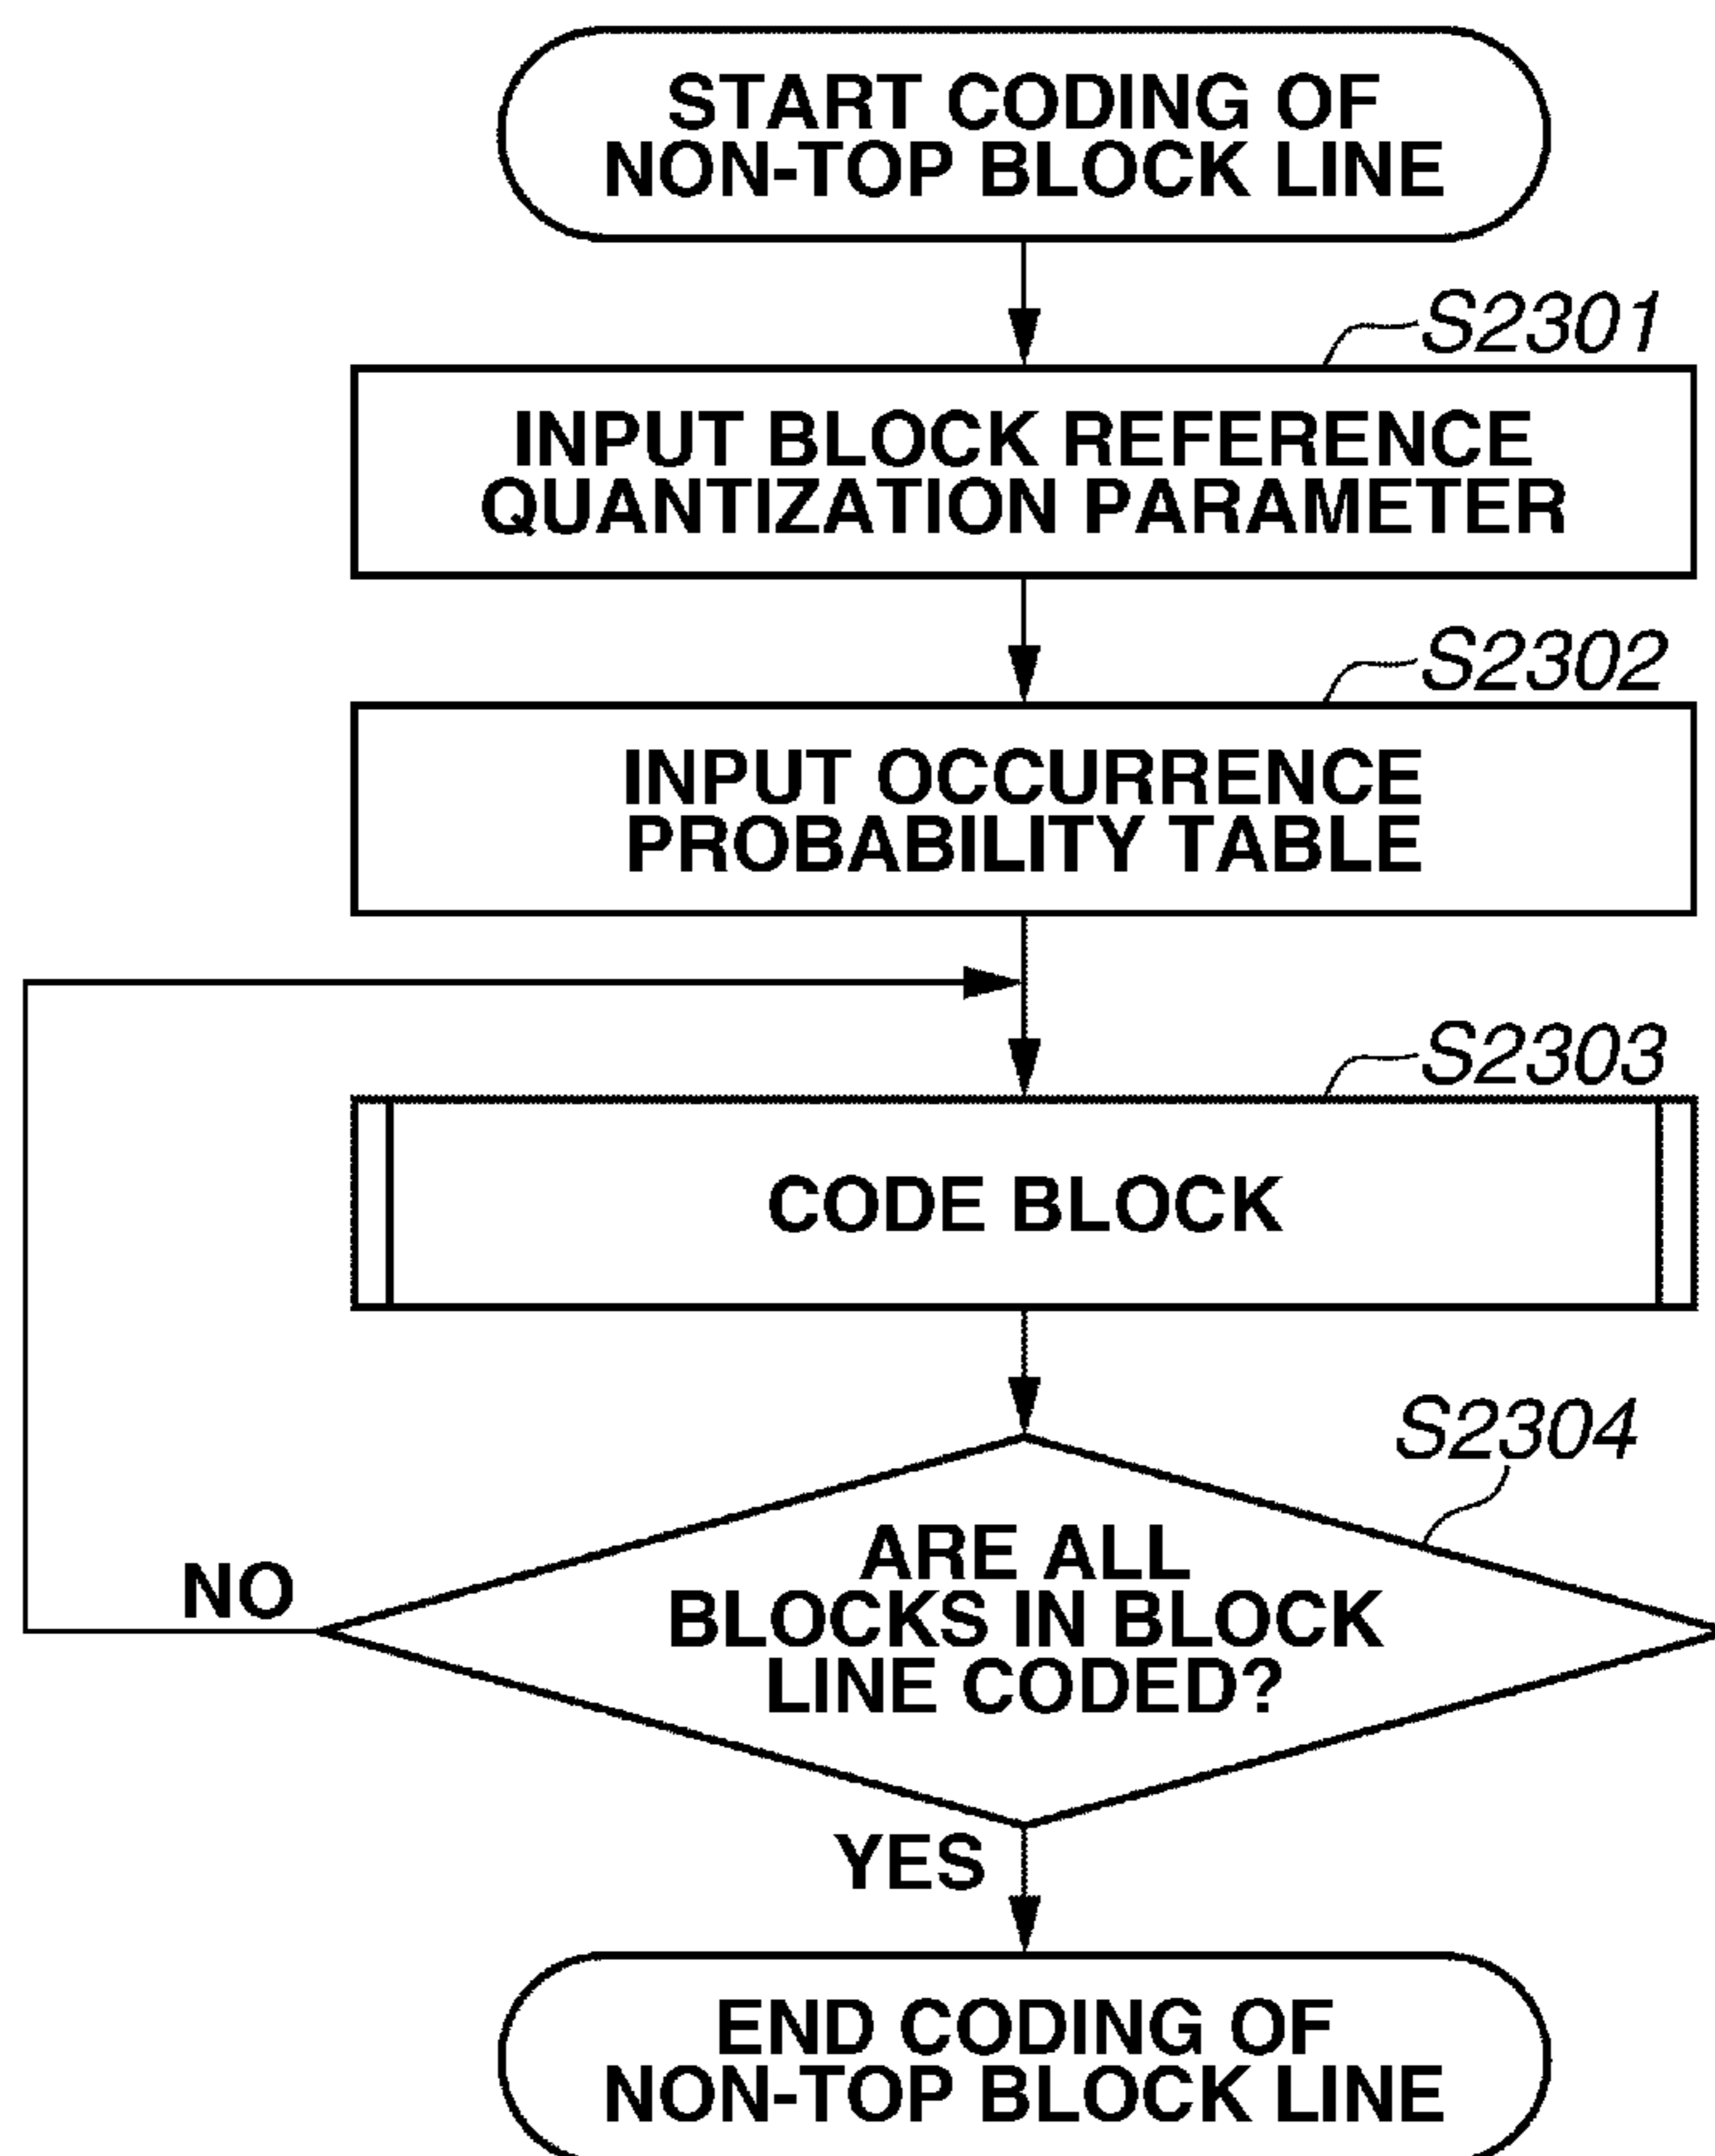 START CODING OF
NON-TOP BLOCK LINE
S2301
INPUT BLOCK REFERENCE
QUANTIZATION PARAMETER
S2302
INPUT OCCURRENCE
PROBABILITY TABLE
S2303
CODE BLOCK
S2304
ARE ALL
BLOCKS IN BLOCK
LINE CODED?
NO
YES
END CODING OF
NON-TOP BLOCK LINE